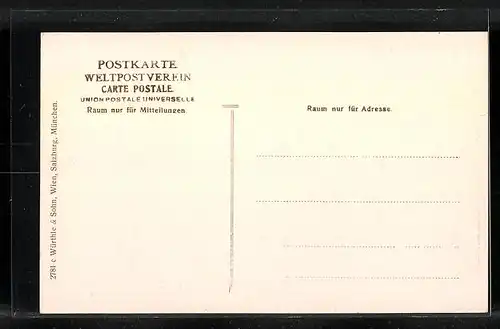 POSTKARTE
WELTPOSTVEREIN
CARTE POSTALE.
UNION POSTALE UNIVERSELLE
Raum nur für Mitteilungen.
Raum nur für Adresse.
2781 c Würthle & Sohn, Wien, Salzburg, München.